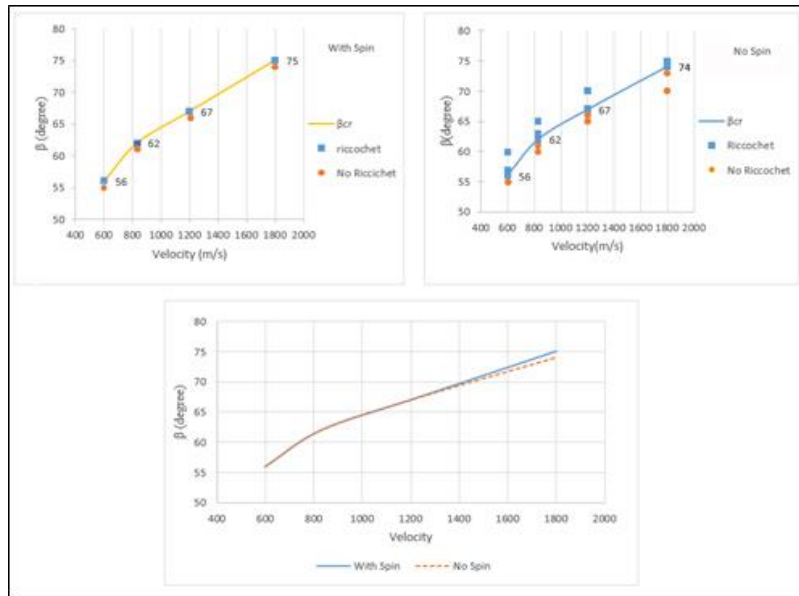 80
75
70
65
60
55
50
β (degree)
With Spin
75
67
62
56
βcr
riccochet
No Riccichet
400 600 800 1000 1200 1400 1600 1800 2000
Velocity (m/s)
80
75
70
65
60
55
50
β(degree)
No Spin
74
67
62
56
βcr
Riccochet
No Riccochet
400 600 800 1000 1200 1400 1600 1800 2000
Velocity(m/s)
80
75
70
65
60
55
50
β (degree)
400 600 800 1000 1200 1400 1600 1800 2000
Velocity
With Spin No Spin